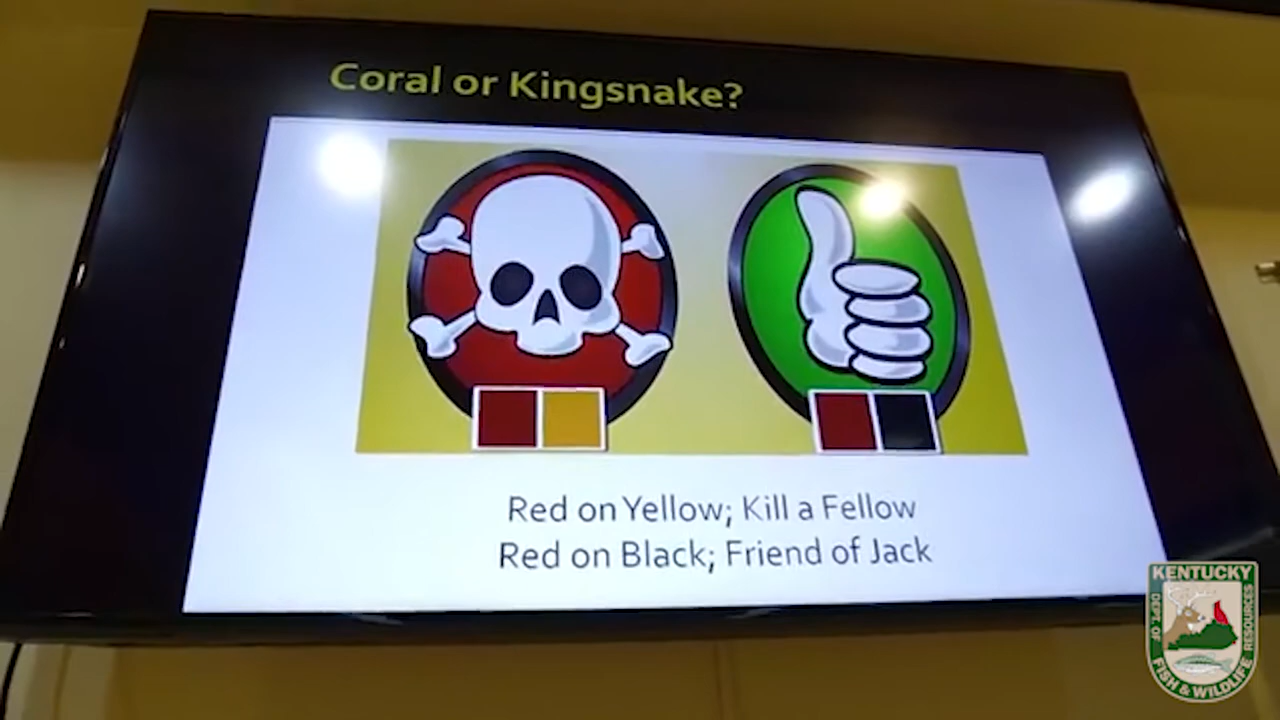 Coral or Kingsnake?
Red on Yellow; Kill a Fellow
Red on Black; Friend of Jack
KENTUCKY
DEPT. OF
FISH & WILDLIFE
RESOURCES